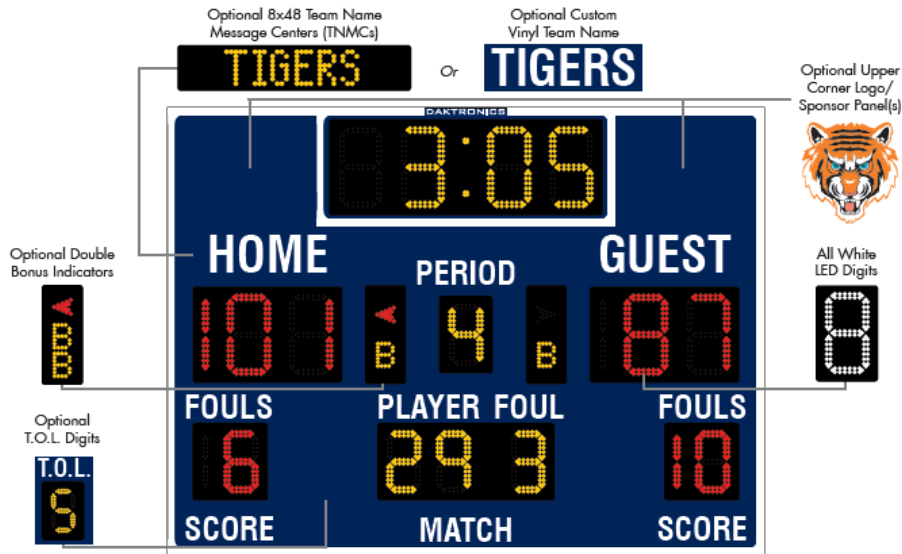 Optional 8x48 Team Name
Message Centers (TNMCs)
TIGERS
Or
Optional Custom
Vinyl Team Name
TIGERS
Optional Upper
Corner Logo/
Sponsor Panel(s)
DAKTRONICS
3:05
HOME
GUEST
PERIOD
Optional Double
Bonus Indicators
B
B
101
B
4
B
87
All White
LED Digits
8
FOULS
PLAYER FOUL
FOULS
Optional
T.O.L. Digits
T.O.L.
5
6
29 3
10
SCORE
MATCH
SCORE